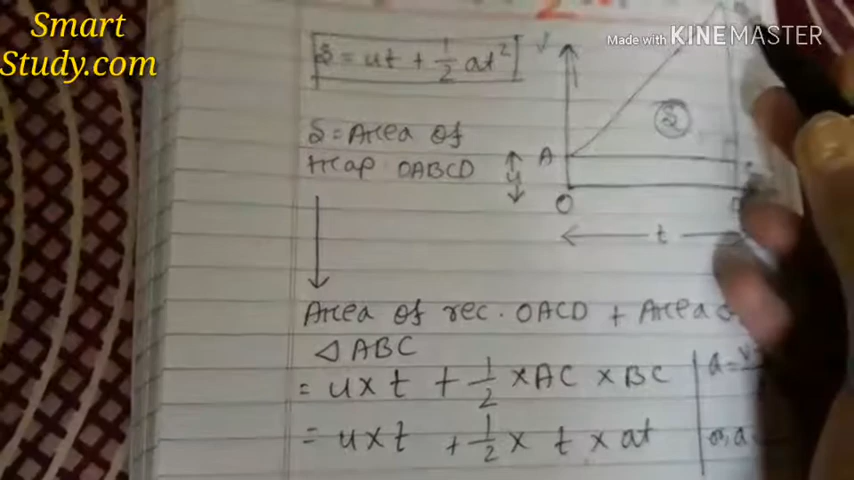 Smart
Study.com
Made with KINEMASTER
S = ut + 1/2 at²
v
S = Area of
trap OABCD
S
A
u
O
t
Area of rec. OACD + Area
△ ABC
= u x t + 1/2 x AC x BC
a =
= u x t + 1/2 x t x at
or, a